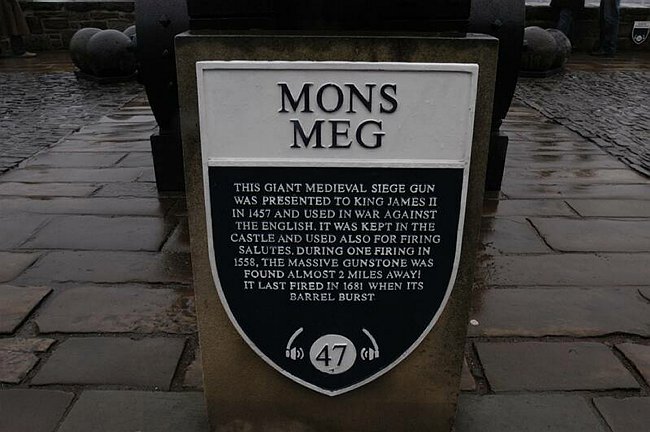 MONS
MEG
THIS GIANT MEDIEVAL SIEGE GUN
WAS PRESENTED TO KING JAMES II
IN 1457 AND USED IN WAR AGAINST
THE ENGLISH. IT WAS KEPT IN THE
CASTLE AND USED ALSO FOR FIRING
SALUTES. DURING ONE FIRING IN
1558, THE MASSIVE GUNSTONE WAS
FOUND ALMOST 2 MILES AWAY!
IT LAST FIRED IN 1681 WHEN ITS
BARREL BURST
47